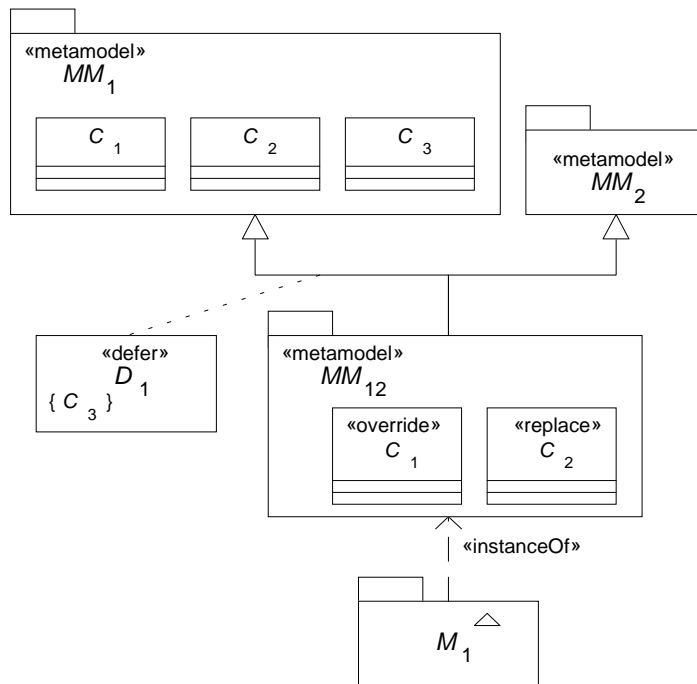 «metamodel»
MM1
C1 C2 C3
«metamodel»
MM2
«defer»
D1
{ C3 }
«metamodel»
MM12
«override» «replace»
C1 C2
«instanceOf»
M1